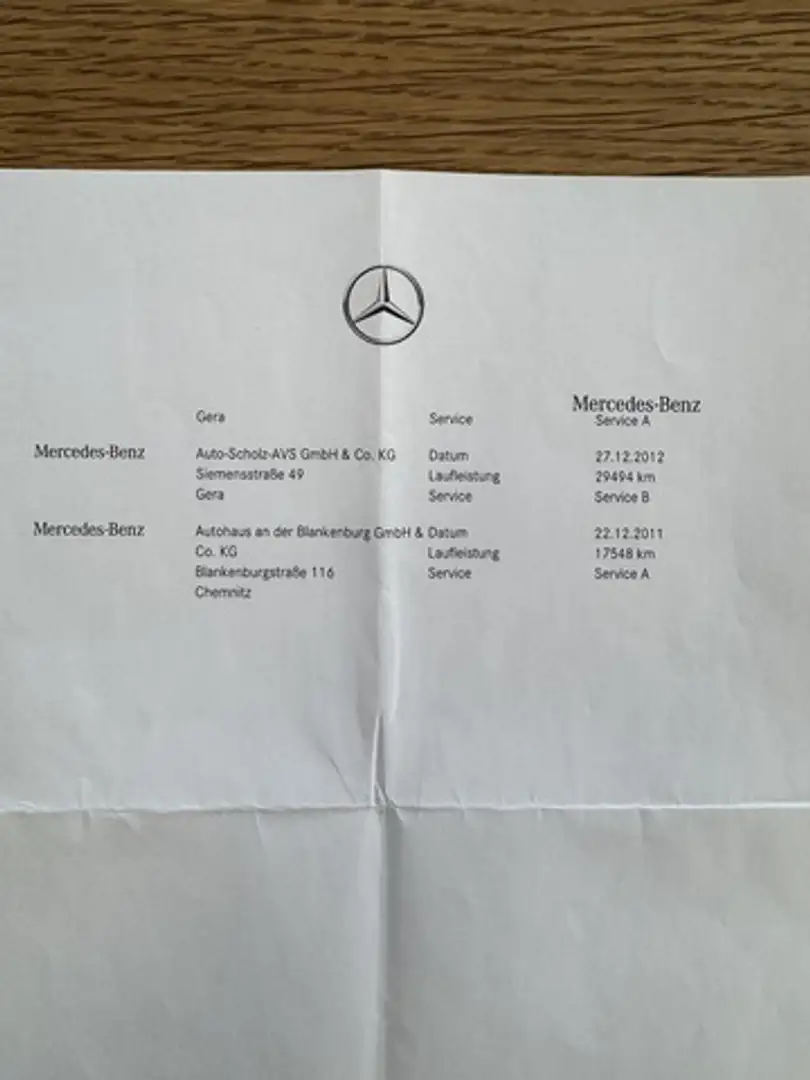 Mercedes-Benz
Gera Service Service A
Mercedes-Benz Auto-Scholz-AVS GmbH & Co. KG Datum 27.12.2012
Siemensstraße 49 Laufleistung 29494 km
Gera Service Service B
Mercedes-Benz Autohaus an der Blankenburg GmbH & Datum 22.12.2011
Co. KG Laufleistung 17548 km
Blankenburgstraße 116 Service Service A
Chemnitz